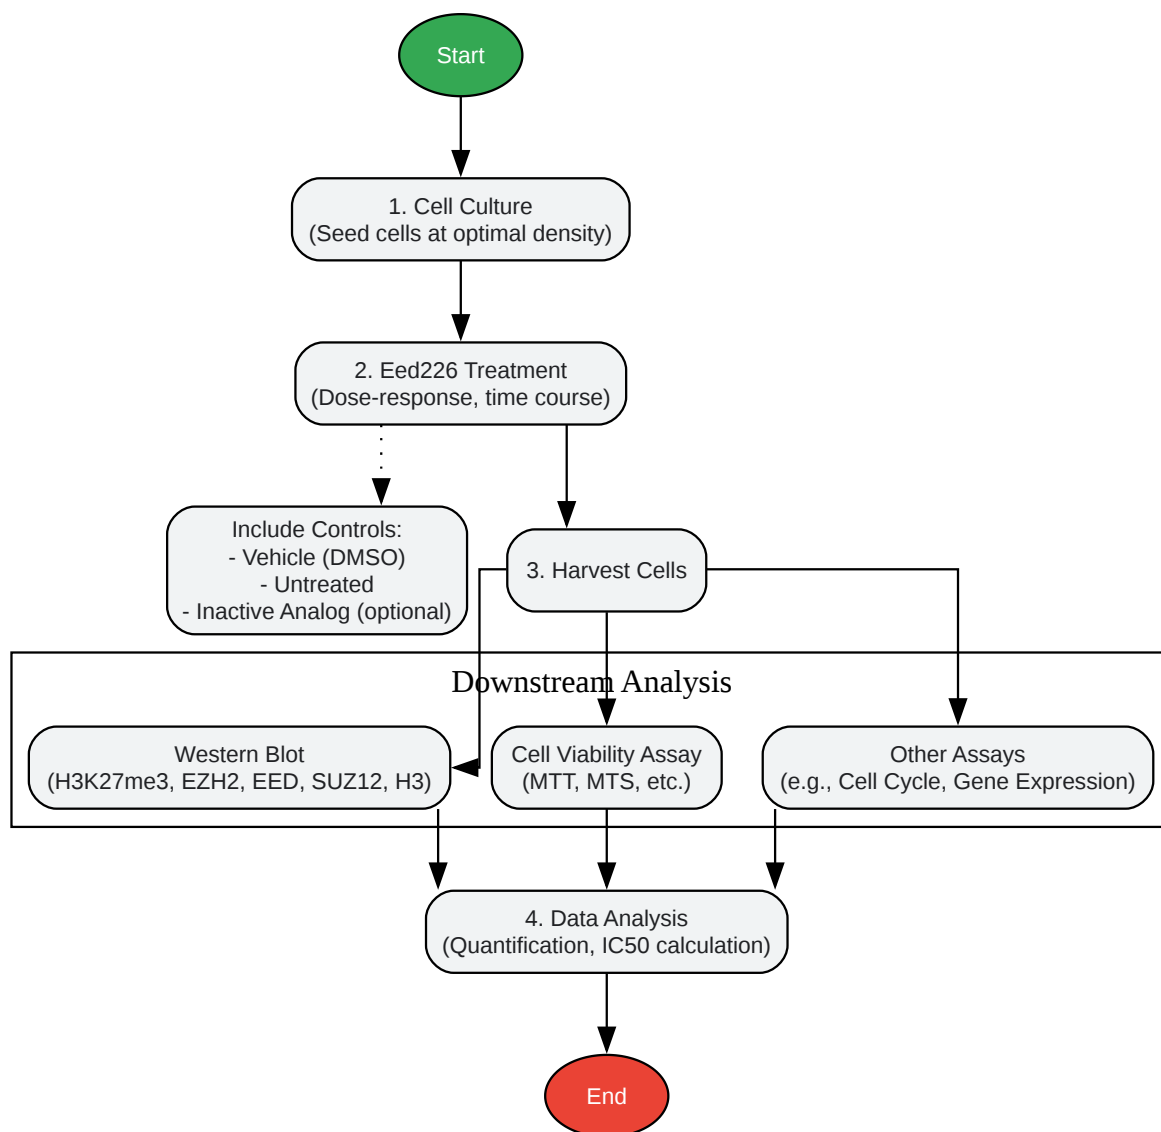 Start
1. Cell Culture
(Seed cells at optimal density)
2. Eed226 Treatment
(Dose-response, time course)
Include Controls:
- Vehicle (DMSO)
- Untreated
- Inactive Analog (optional)
3. Harvest Cells
Downstream Analysis
Western Blot
(H3K27me3, EZH2, EED, SUZ12, H3)
Cell Viability Assay
(MTT, MTS, etc.)
Other Assays
(e.g., Cell Cycle, Gene Expression)
4. Data Analysis
(Quantification, IC50 calculation)
End